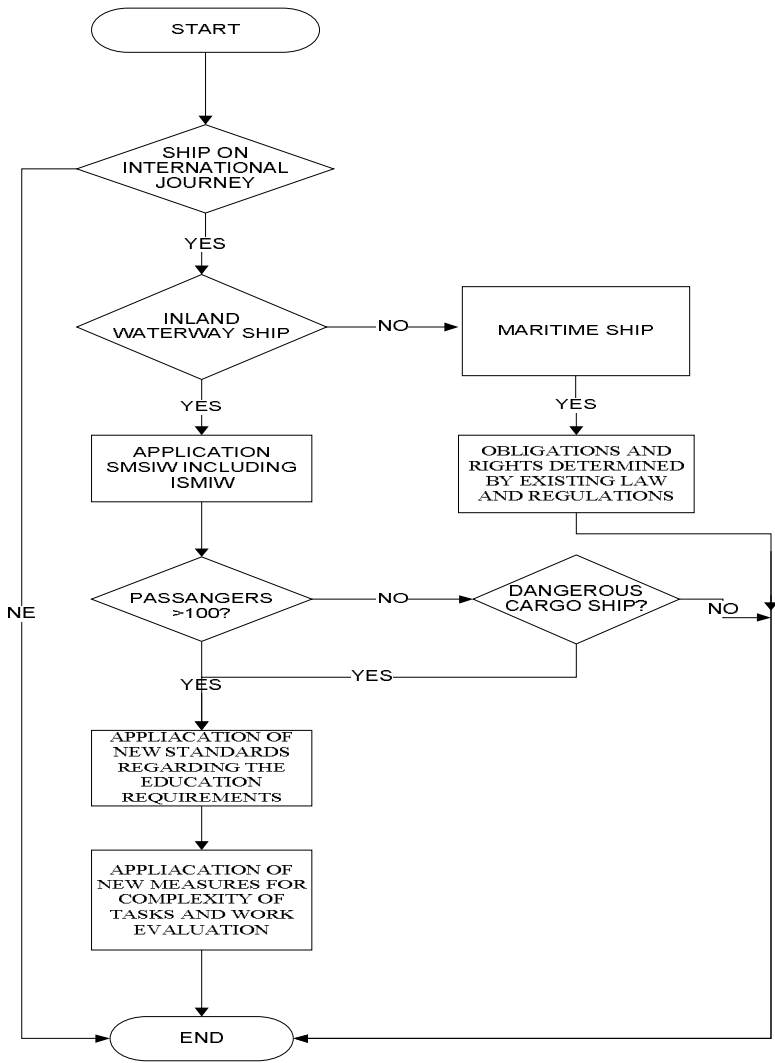 START
SHIP ON
INTERNATIONAL
JOURNEY
YES
INLAND
WATERWAY SHIP
NO
MARITIME SHIP
YES
YES
APPLICATION
SMSIW INCLUDING
ISMIW
OBLIGATIONS AND
RIGHTS DETERMINED
BY EXISTING LAW
AND REGULATIONS
NE
PASSANGERS
>100?
NO
DANGEROUS
CARGO SHIP?
NO
YES
YES
APPLIACATION OF
NEW STANDARDS
REGARDING THE
EDUCATION
REQUIREMENTS
APPLIACATION OF
NEW MEASURES FOR
COMPLEXITY OF
TASKS AND WORK
EVALUATION
END